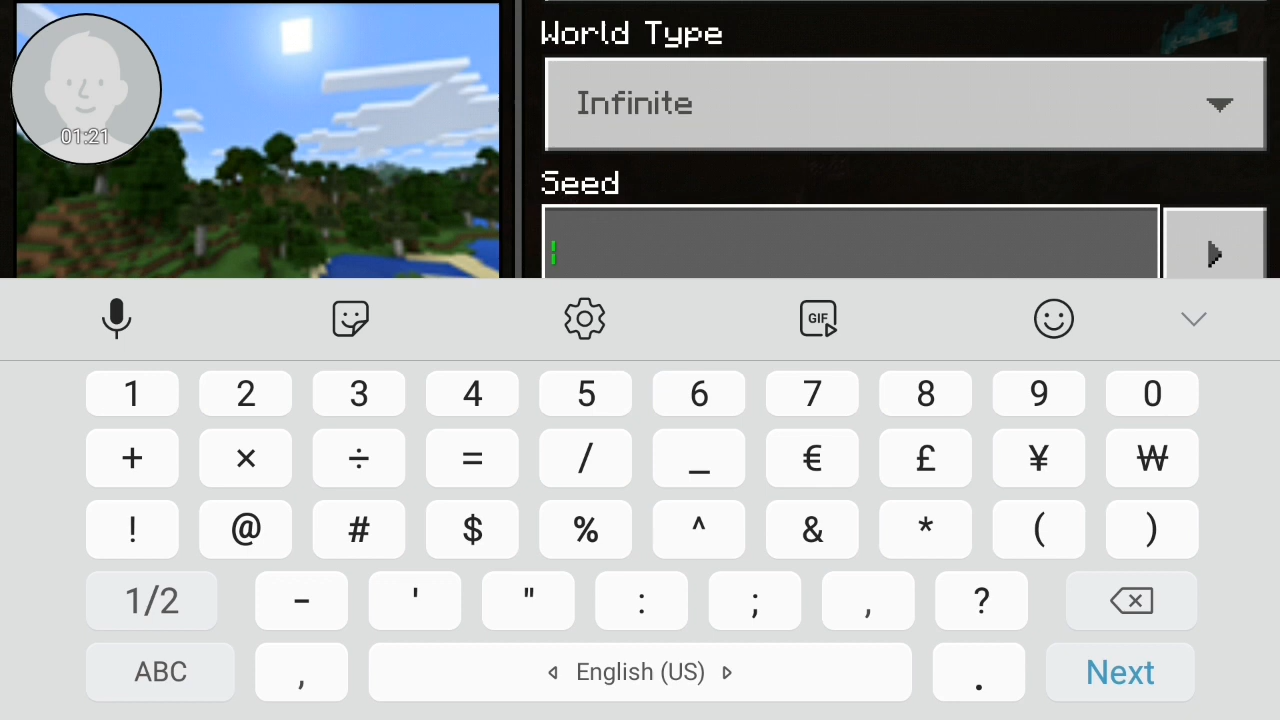 World Type
01:21
Infinite
Seed
GIF
1 2 3 4 5 6 7 8 9 0
+ × ÷ = / _ € £ ¥ ₩
! @ # $ % ^ & * ( )
1/2 - ' " : ; , ?
ABC , English (US) . Next